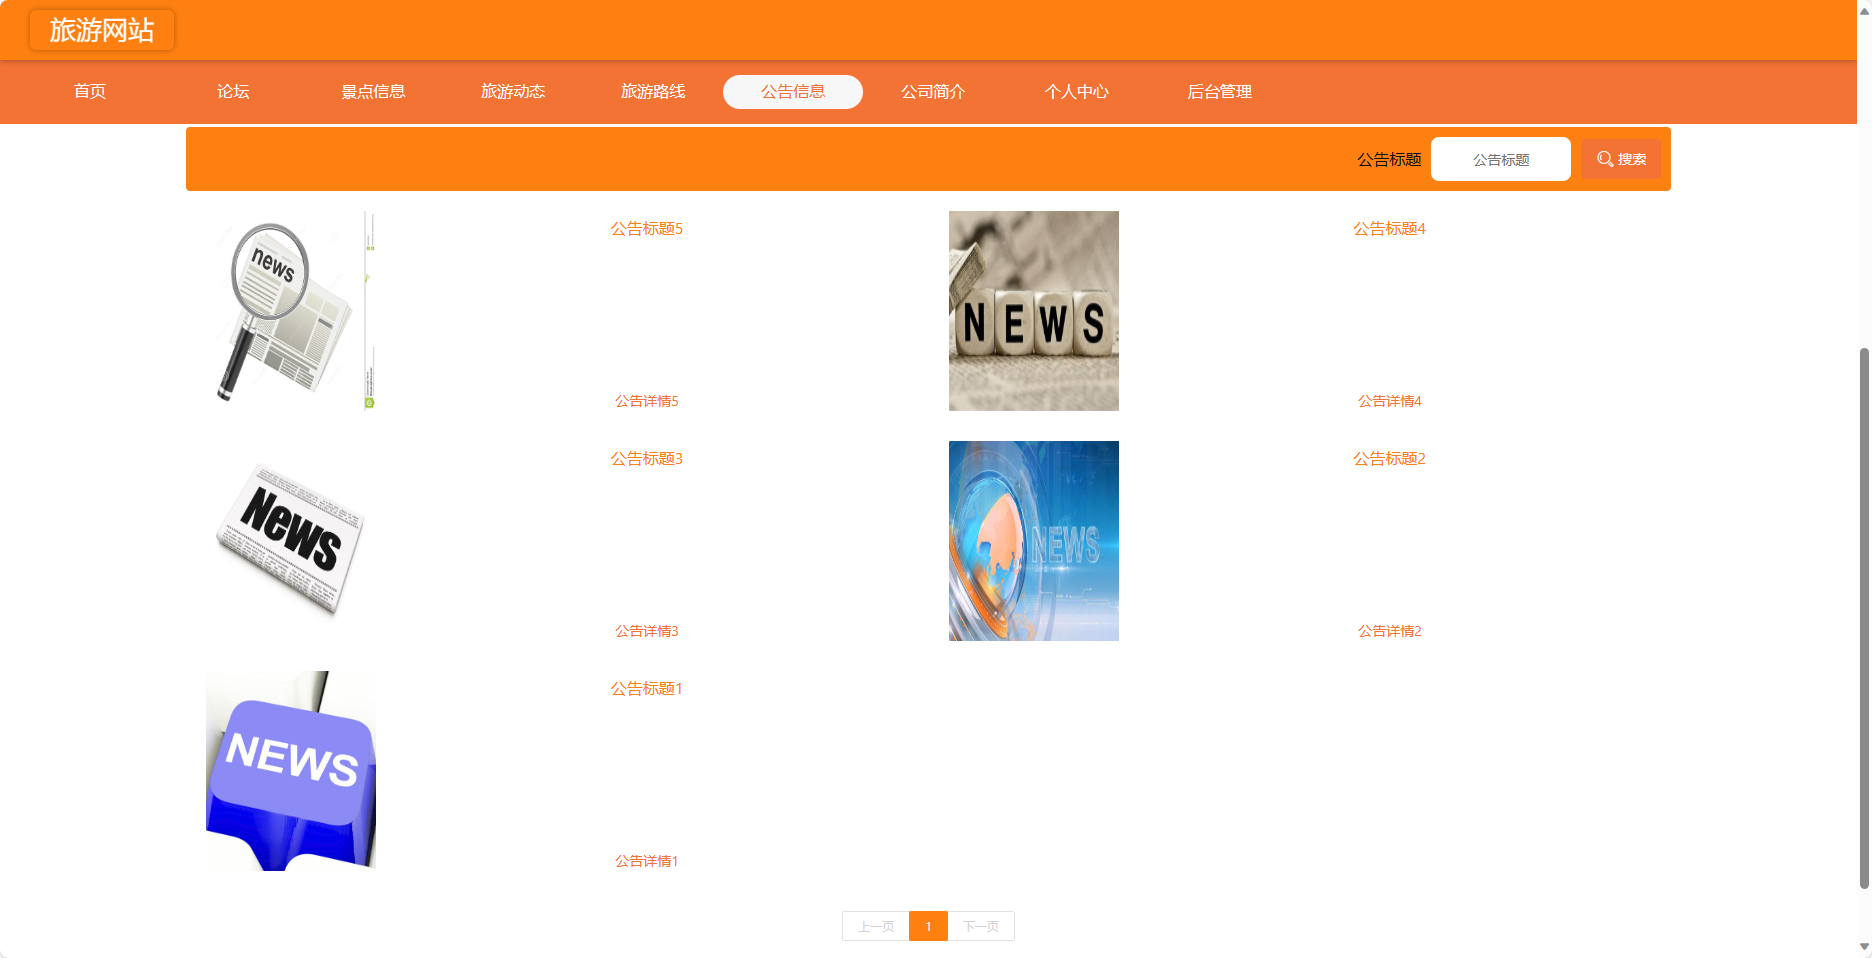 旅游网站
首页 论坛 景点信息 旅游动态 旅游路线 公告信息 公司简介 个人中心 后台管理
公告标题 公告标题 搜索
news
公告标题5
公告详情5
NEWS
公告标题4
公告详情4
News
公告标题3
公告详情3
NEWS
公告标题2
公告详情2
NEWS
公告标题1
公告详情1
上一页 1 下一页